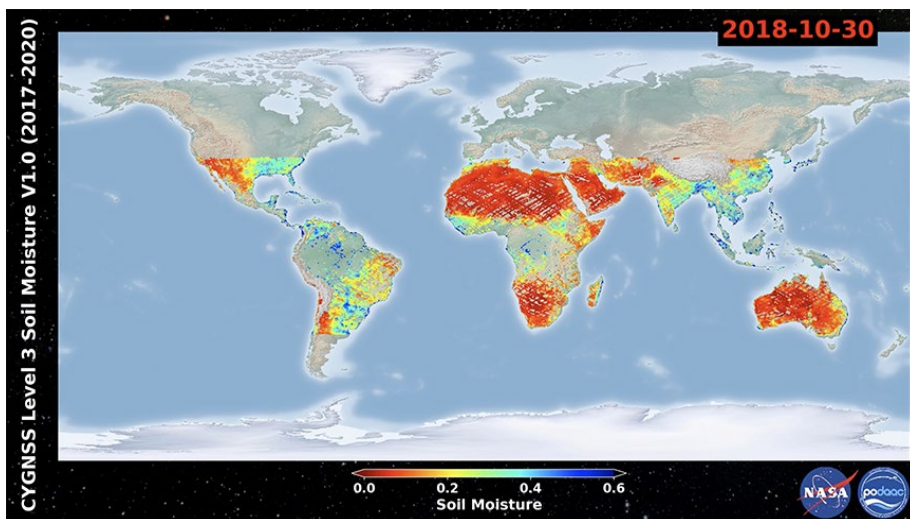 2018-10-30
CYGNSS Level 3 Soil Moisture V1.0 (2017-2020)
0.0 0.2 0.4 0.6
Soil Moisture
NASA
podaac